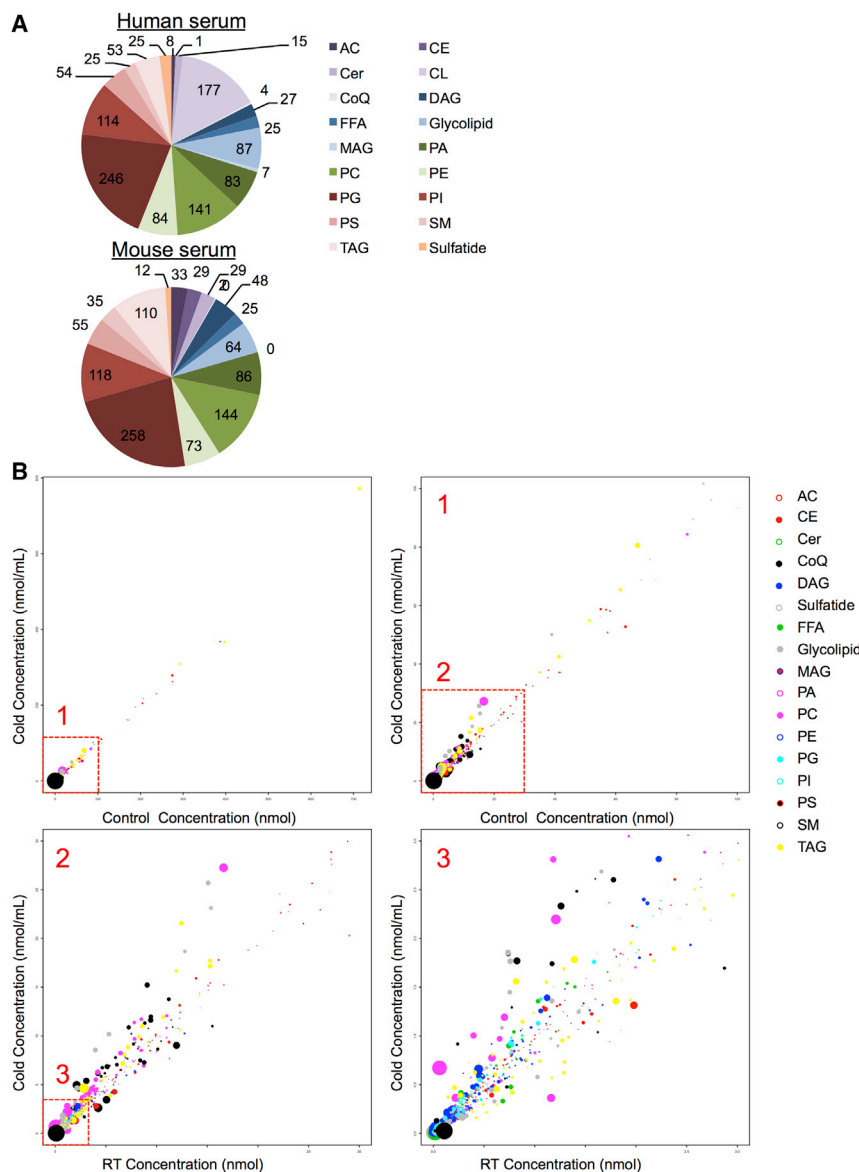 A
Human serum
25 8 1 15
53
25
54
177
4
27
25
114
87
7
246
83
84
141
AC CE
Cer CL
CoQ DAG
FFA Glycolipid
MAG PA
PC PE
PG PI
PS SM
TAG Sulfatide
Mouse serum
12 33 29 29
48
35
110
25
55
64
0
118
86
144
258
73
B
Cold Concentration (nmol/mL)
1
Control Concentration (nmol)
Cold Concentration (nmol/mL)
1
2
Control Concentration (nmol)
AC
CE
Cer
CoQ
DAG
Sulfatide
FFA
Glycolipid
MAG
PA
PC
PE
PG
PI
PS
SM
TAG
Cold Concentration (nmol/mL)
2
3
RT Concentration (nmol)
Cold Concentration (nmol/mL)
3
RT Concentration (nmol)